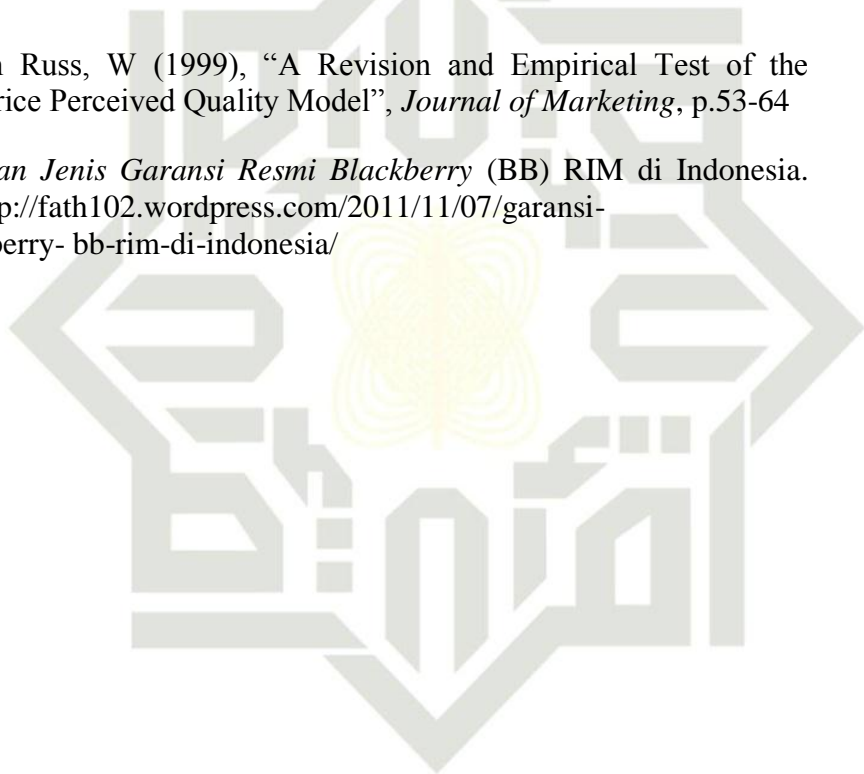 n Russ, W (1999), “A Revision and Empirical Test of the
rice Perceived Quality Model”, Journal of Marketing, p.53-64
an Jenis Garansi Resmi Blackberry (BB) RIM di Indonesia.
p://fath102.wordpress.com/2011/11/07/garansi-
berry- bb-rim-di-indonesia/